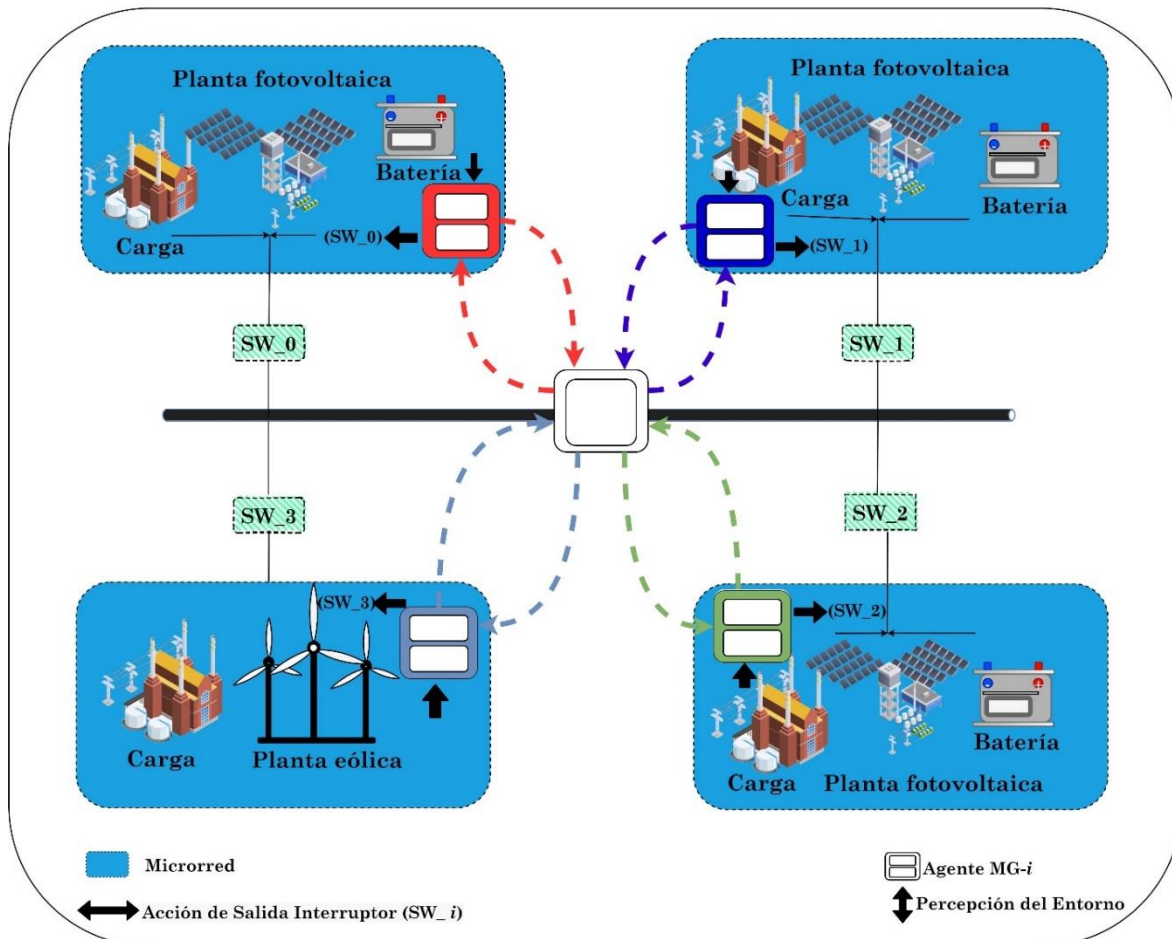 Planta fotovoltaica
Batería
Carga
(SW_0)
Planta fotovoltaica
Carga
Batería
(SW_1)
SW_0
SW_1
SW_3
SW_2
(SW_3)
Carga
Planta eólica
(SW_2)
Batería
Carga
Planta fotovoltaica
Microrred
Acción de Salida Interruptor (SW_ i)
Agente MG-i
Percepción del Entorno